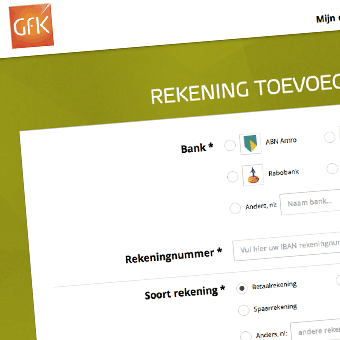 GfK
Mijn
REKENING TOEVOEG
Bank *
ABN Amro
Rabobank
Anders, nl:
Naam bank...
Rekeningnummer *
Vul hier uw IBAN rekeningnum
Soort rekening *
Betaalrekening
Spaarrekening
Anders, nl:
andere reken